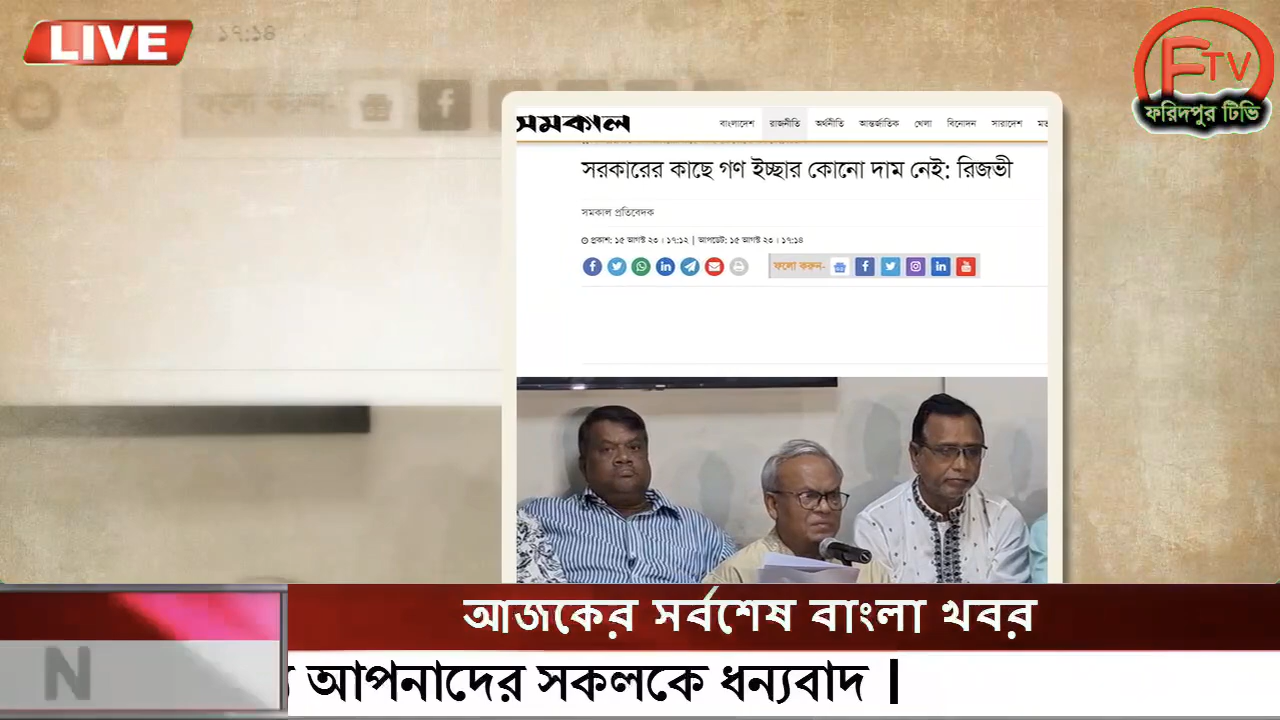 LIVE
১৭:১৪
ফলো করুন-
FTV
ফরিদপুর টিভি
সমকাল
বাংলাদেশ রাজনীতি অর্থনীতি আন্তর্জাতিক খেলা বিনোদন সারাদেশ
সরকারের কাছে গণ ইচ্ছার কোনো দাম নেই: রিজভী
সমকাল প্রতিবেদক
প্রকাশ: ১৫ আগস্ট ২৩ । ১৭:১২ | আপডেট: ১৫ আগস্ট ২৩ । ১৭:১৪
ফলো করুন-
আজকের সর্বশেষ বাংলা খবর
N
আপনাদের সকলকে ধন্যবাদ |